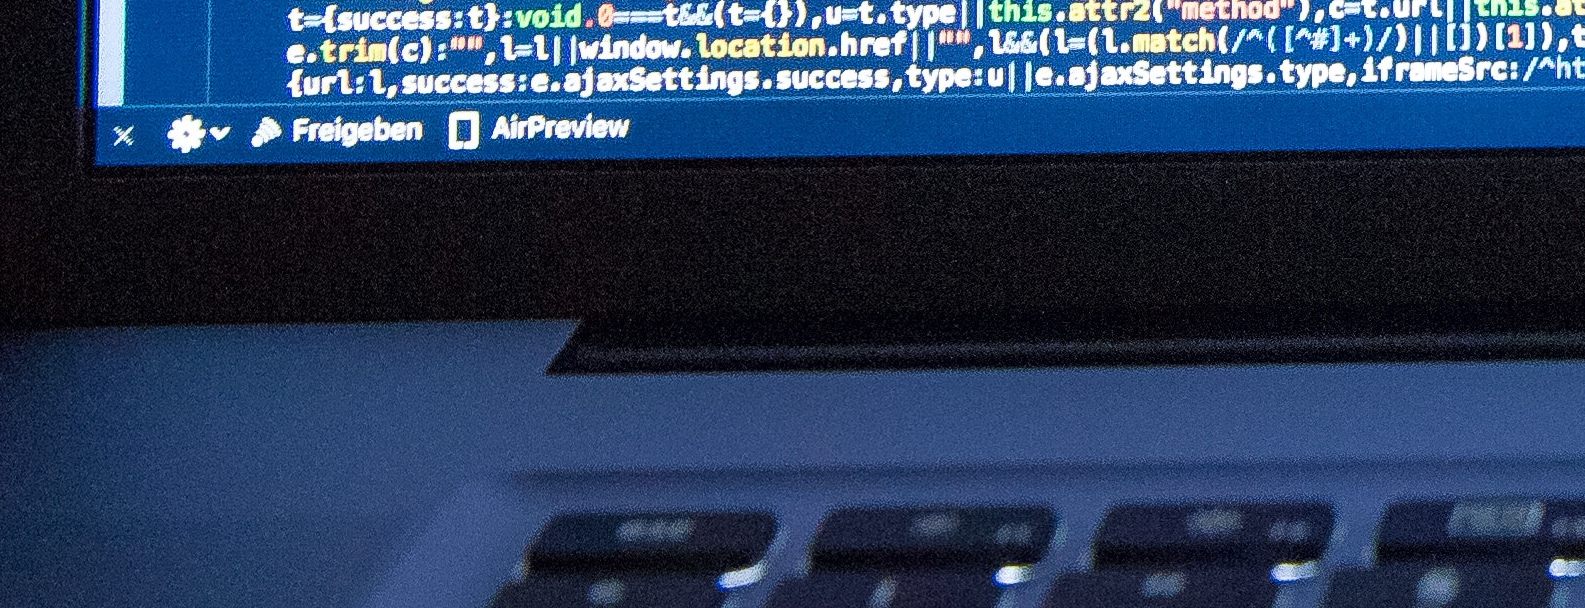 t={success:t}:void.0===t&&(t={}),u=t.type||this.attr2("method"),c=t.url||this.at
e.trim(c):"",l=l||window.location.href||"",l&&(l=(l.match(/^([^#]+)/)||[])[1]),t
{url:l,success:e.ajaxSettings.success,type:u||e.ajaxSettings.type,iframeSrc:/^ht
Freigeben AirPreview